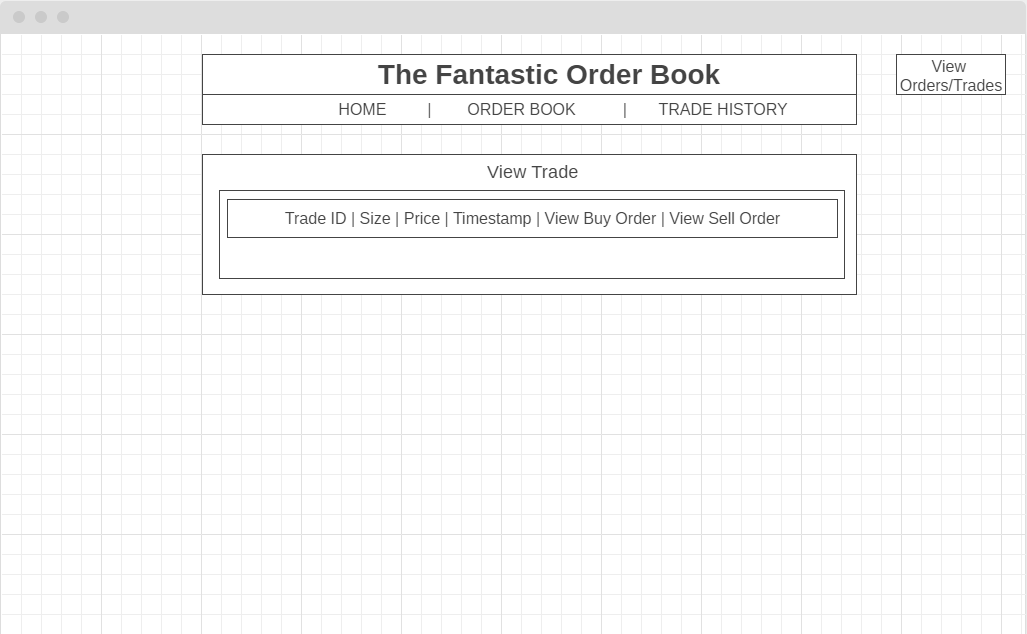 The Fantastic Order Book
View
Orders/Trades
HOME | ORDER BOOK | TRADE HISTORY
View Trade
Trade ID | Size | Price | Timestamp | View Buy Order | View Sell Order